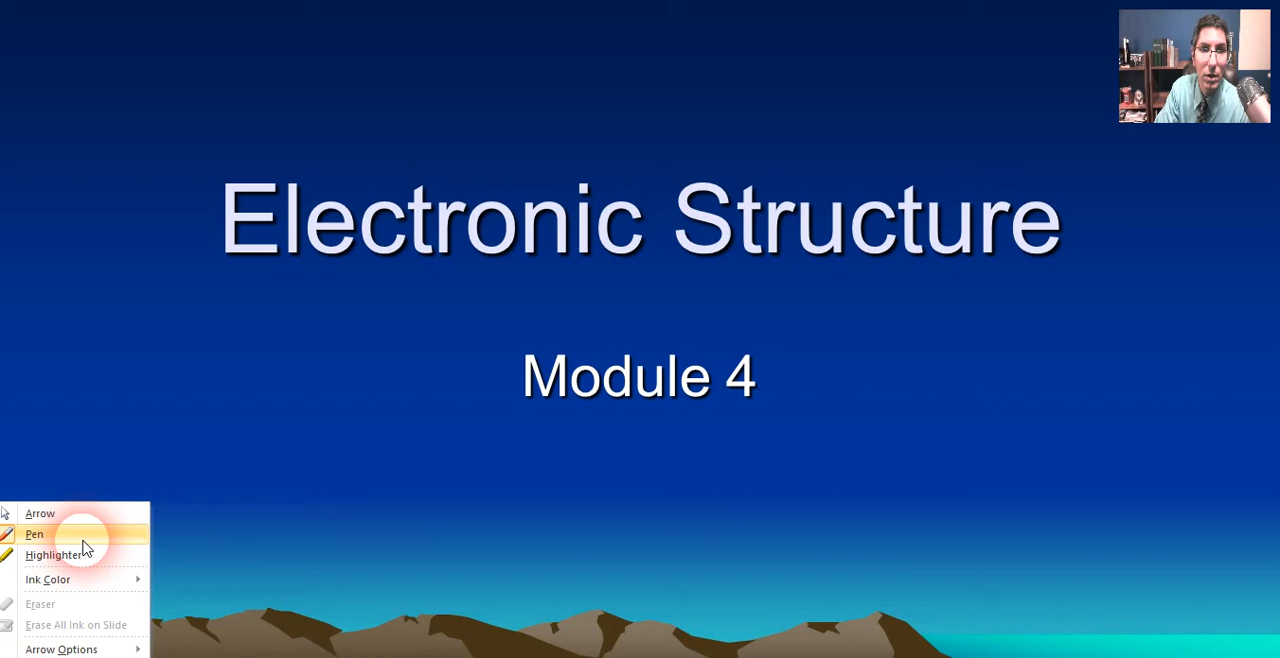 Electronic Structure
Module 4
Arrow
Pen
Highlighter
Ink Color
Eraser
Erase All Ink on Slide
Arrow Options